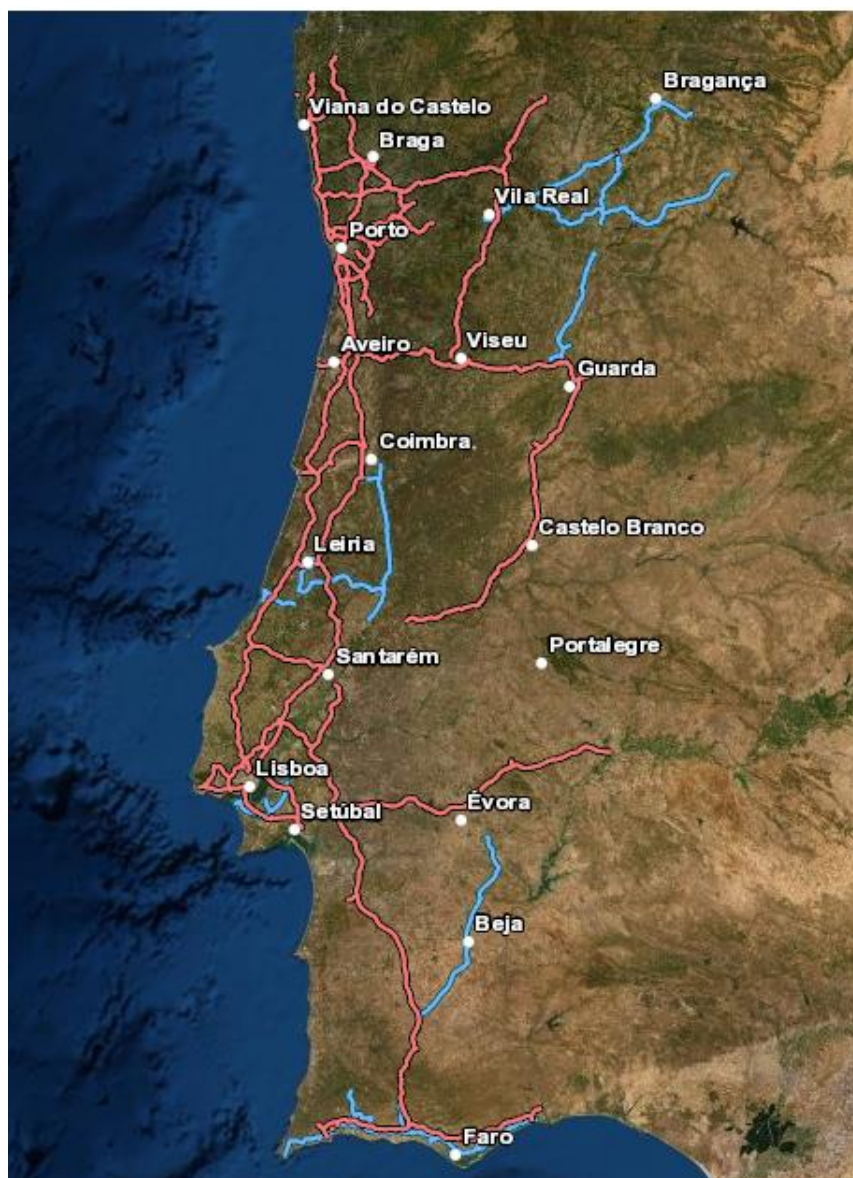 Bragança
Viana do Castelo
Braga
Vila Real
Porto
Aveiro
Viseu
Guarda
Coimbra
Castelo Branco
Leiria
Portalegre
Santarém
Lisboa
Setúbal
Évora
Beja
Faro